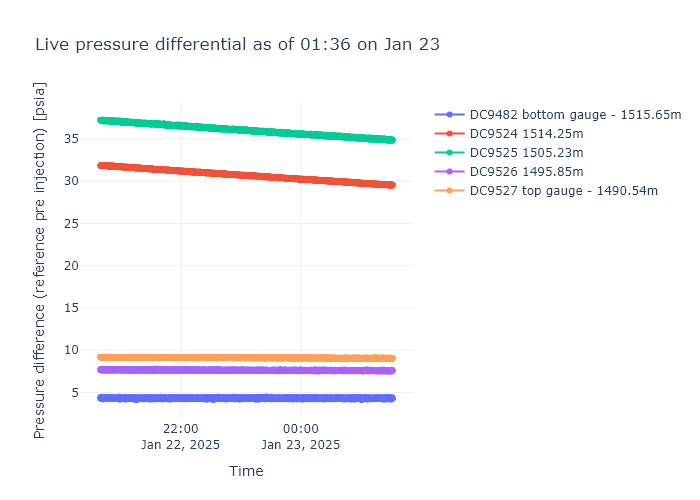 Live pressure differential as of 01:36 on Jan 23
Pressure difference (reference pre injection) [psia]
35
30
25
20
15
10
5
22:00
Jan 22, 2025
00:00
Jan 23, 2025
Time
DC9482 bottom gauge - 1515.65m
DC9524 1514.25m
DC9525 1505.23m
DC9526 1495.85m
DC9527 top gauge - 1490.54m